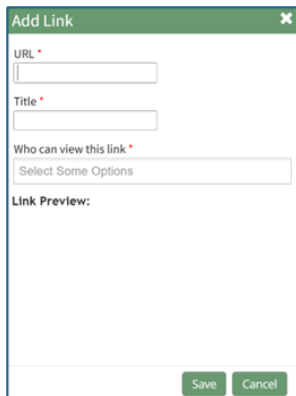 Add Link ✖
URL *
Title *
Who can view this link *
Select Some Options
Link Preview:
Save Cancel